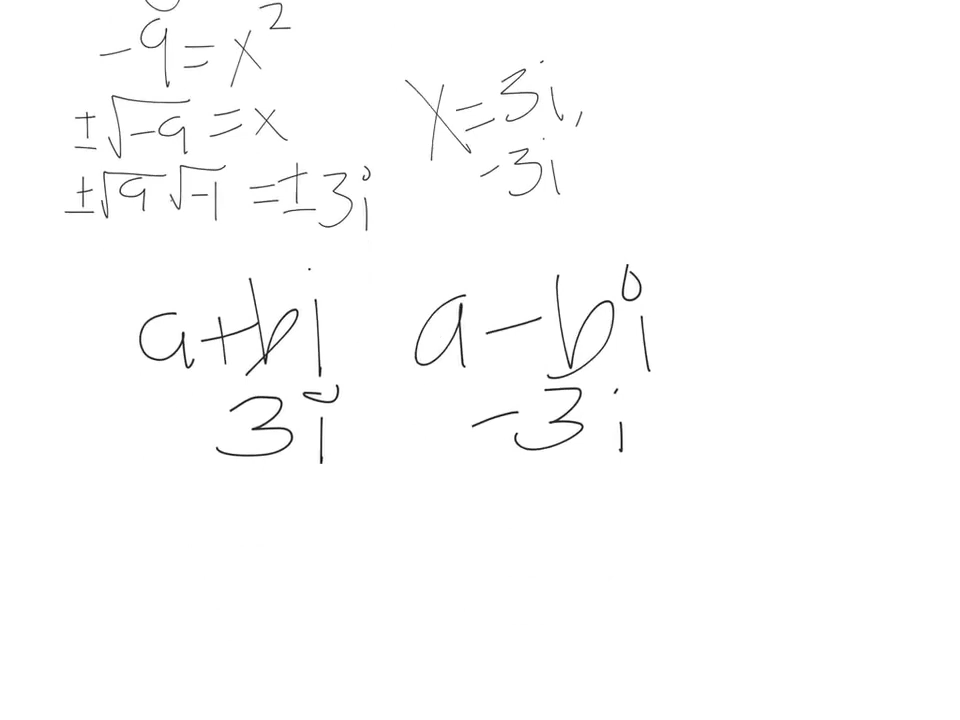 -9 = x²
±√-9 = x
±√9 √-1 = ±3i
x = 3i,
-3i
a+bi a-bi
3i -3i